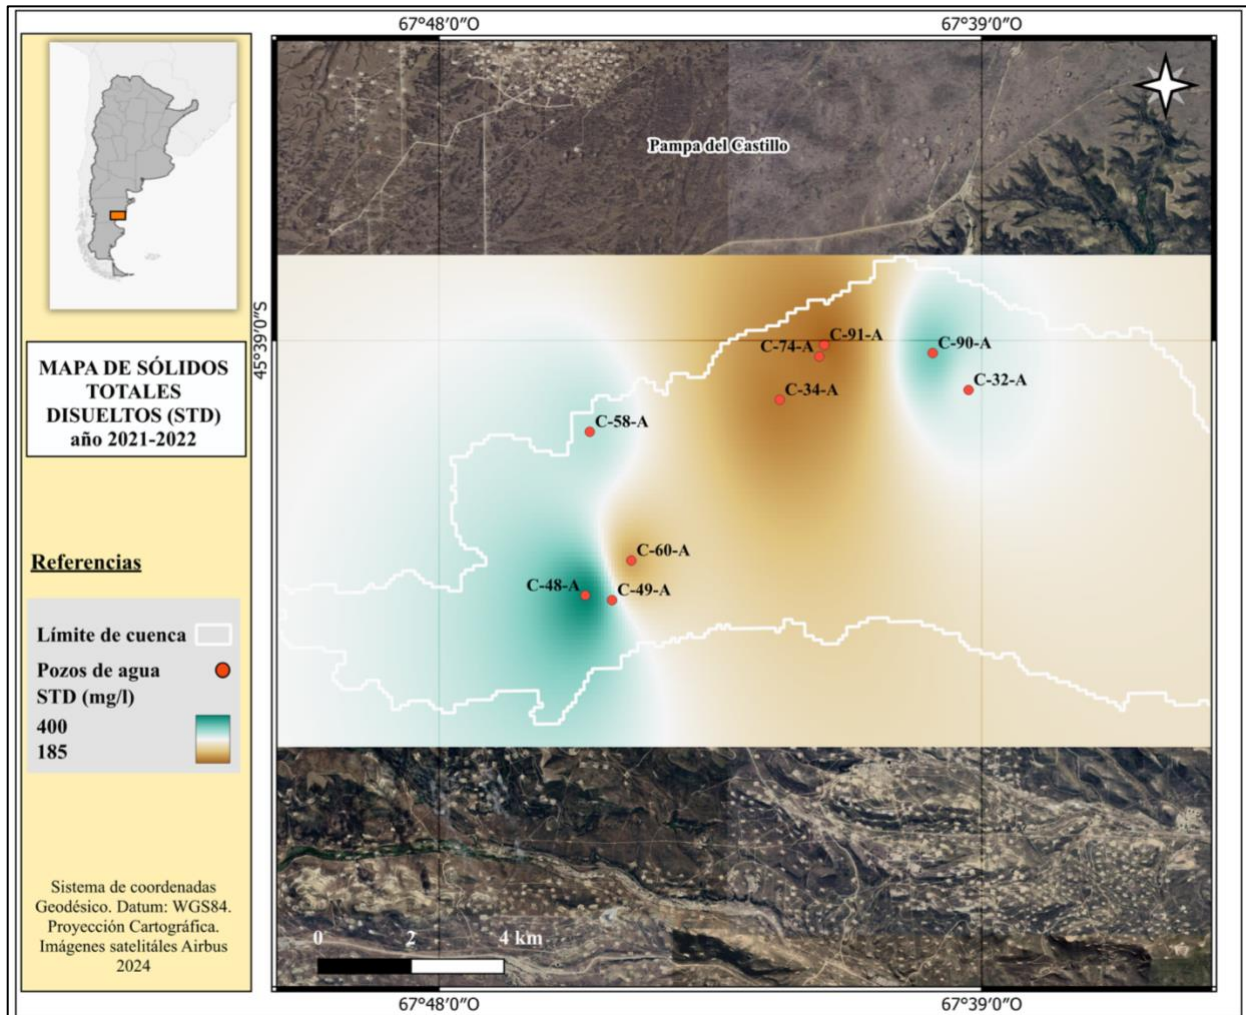 67°48'0"O
67°39'0"O
Pampa del Castillo
45°39'0"S
MAPA DE SÓLIDOS
TOTALES
DISUELTOS (STD)
año 2021-2022
C-91-A
C-74-A
C-90-A
C-32-A
C-34-A
C-58-A
C-60-A
C-48-A
C-49-A
Referencias
Límite de cuenca
Pozos de agua
STD (mg/l)
400
185
Sistema de coordenadas
Geodésico. Datum: WGS84.
Proyección Cartográfica.
Imágenes satelitáles Airbus
2024
0 2 4 km
67°48'0"O
67°39'0"O